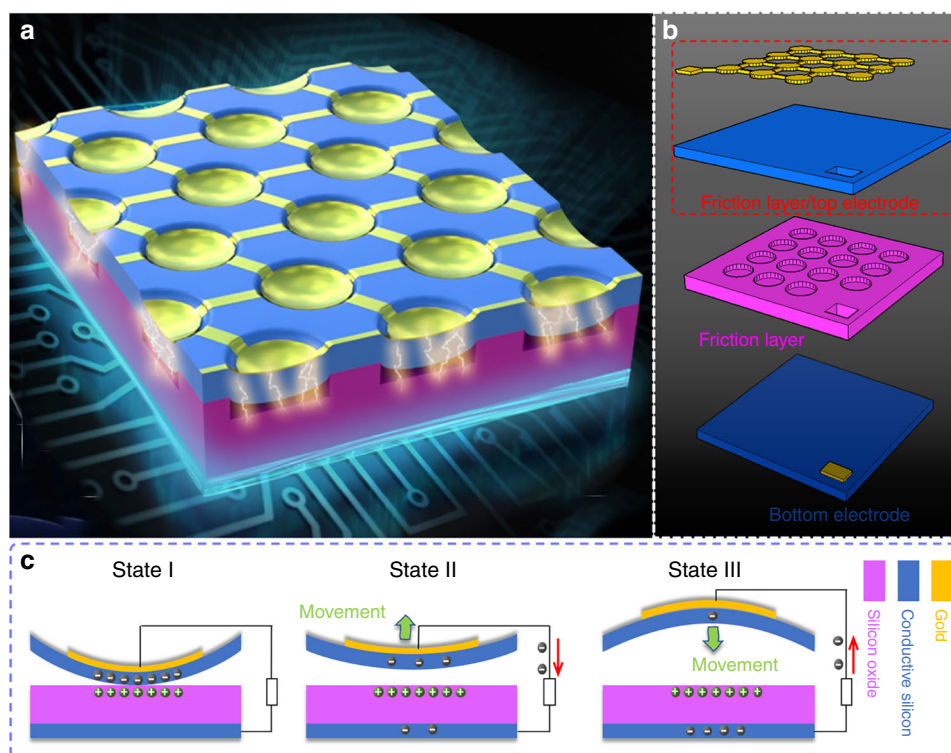 a
b
Friction layer/top electrode
Friction layer
Bottom electrode
c
State I
State II
State III
Movement
Movement
Silicon oxide
Conductive silicon
Gold